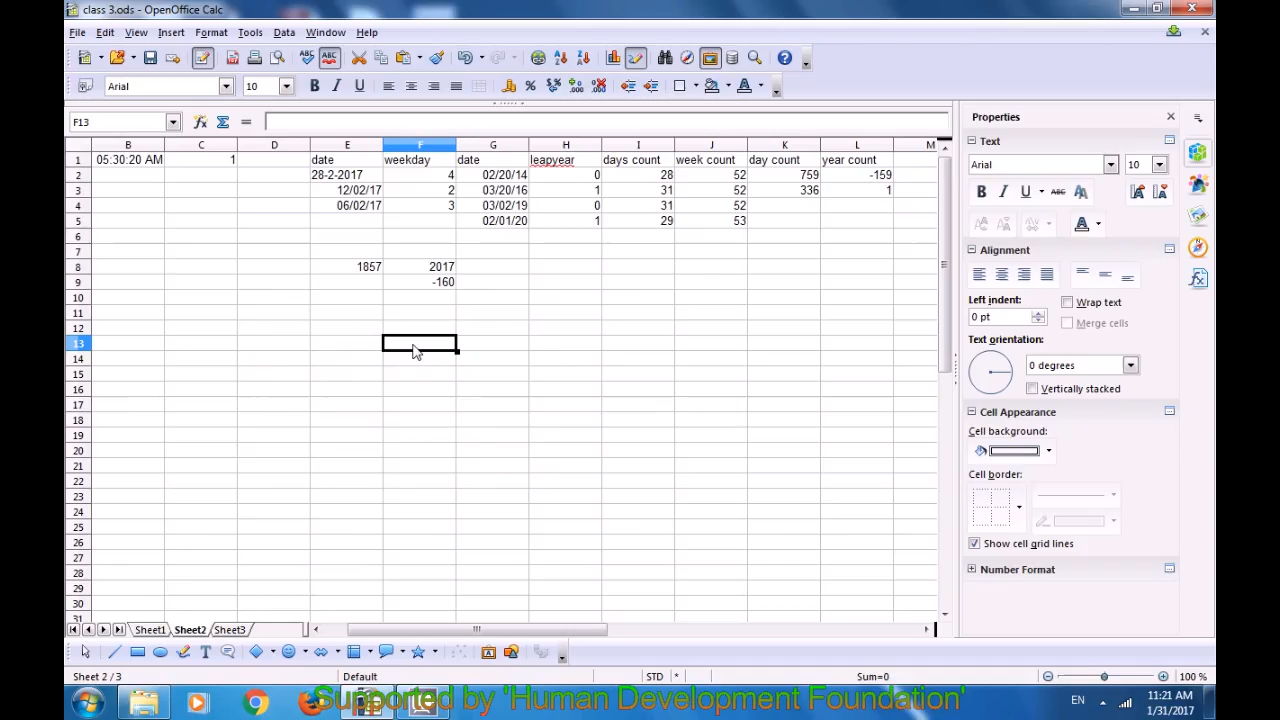 class 3.ods - OpenOffice Calc
File Edit View Insert Format Tools Data Window Help
Arial 10 B I U
F13
B C D E F G H I J K L M
1 05:30:20 AM 1 date weekday date leapyear days count week count day count year count
2 28-2-2017 4 02/20/14 0 28 52 759 -159
3 12/02/17 2 03/20/16 1 31 52 336 1
4 06/02/17 3 03/02/19 0 31 52
5 02/01/20 1 29 53
6
7
8 1857 2017
9 -160
10
11
12
13
14
15
16
17
18
19
20
21
22
23
24
25
26
27
28
29
30
31
Sheet1 Sheet2 Sheet3
Sheet 2 / 3 Default STD * Sum=0 100 %
Properties
Text
Arial 10
B I U ABC
Alignment
Left indent: Wrap text
0 pt Merge cells
Text orientation:
0 degrees
Vertically stacked
Cell Appearance
Cell background:
Cell border:
Show cell grid lines
Number Format
Supported by 'Human Development Foundation'
EN 11:21 AM
1/31/2017